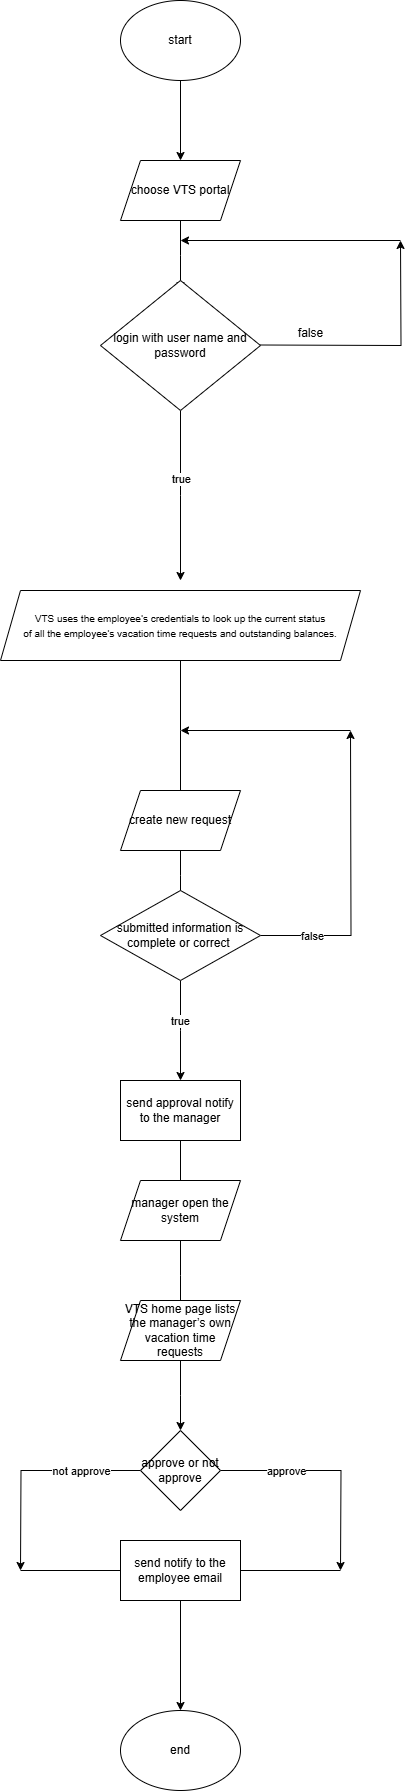 start
choose VTS portal
login with user name and
password
false
true
VTS uses the employee's credentials to look up the current status
of all the employee's vacation time requests and outstanding balances.
create new request
submitted information is
complete or correct
false
true
send approval notify
to the manager
manager open the
system
VTS home page lists
the manager's own
vacation time
requests
approve or not
approve
not approve
approve
send notify to the
employee email
end